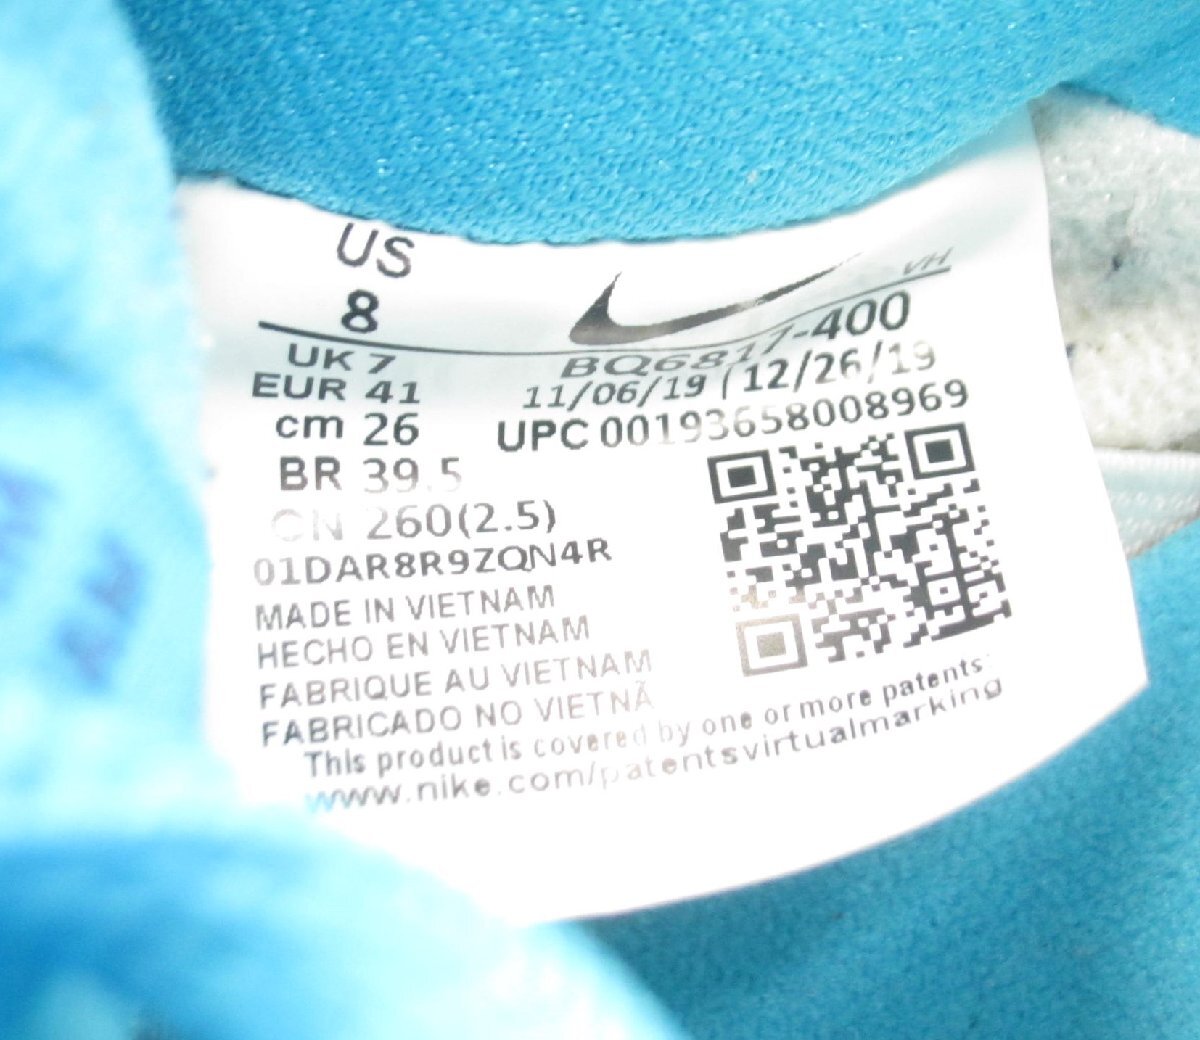 US
8
VH
UK 7
BQ6817-400
EUR 41
11/06/19 (12/26/19
cm 26
UPC 00193658008969
BR 39.5
CN 260(2.5)
01DAR8R9ZQN4R
MADE IN VIETNAM
HECHO EN VIETNAM
FABRIQUE AU VIETNAM
FABRICADO NO VIETNÃ
This product is covered by one or more patents:
www.nike.com/patentsvirtualmarking